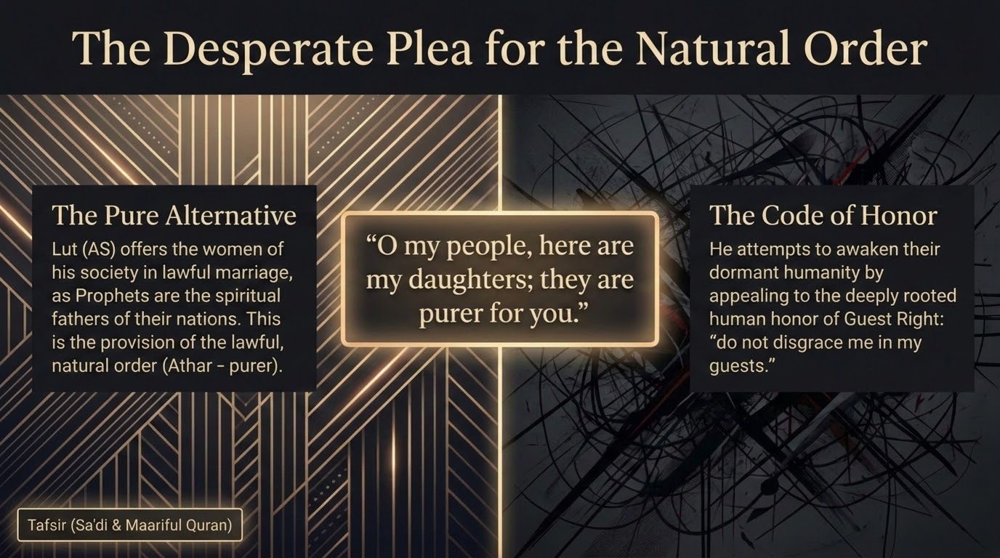 The Desperate Plea for the Natural Order
The Pure Alternative
Lut (AS) offers the women of
his society in lawful marriage,
as Prophets are the spiritual
fathers of their nations. This
is the provision of the lawful,
natural order (Athar – purer).
“O my people, here are
my daughters; they are
purer for you.”
The Code of Honor
He attempts to awaken their
dormant humanity by
appealing to the deeply rooted
human honor of Guest Right:
“do not disgrace me in my
guests.”
Tafsir (Sa'di & Maariful Quran)